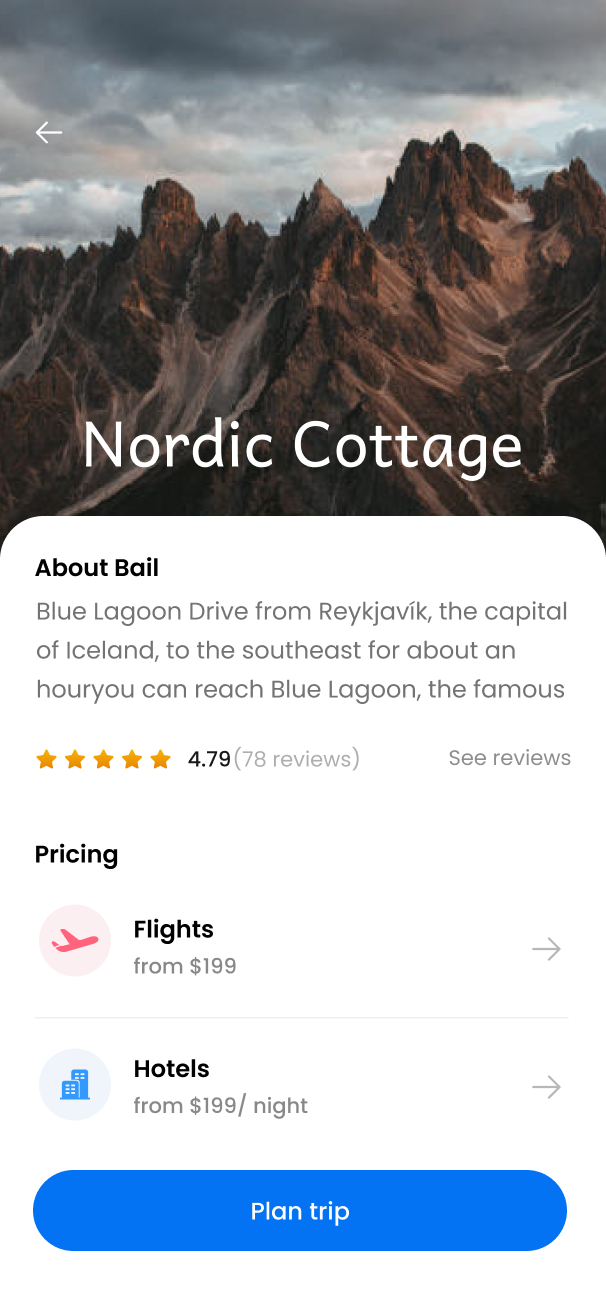 Nordic Cottage
About Bail
Blue Lagoon Drive from Reykjavík, the capital
of Iceland, to the southeast for about an
houryou can reach Blue Lagoon, the famous
4.79(78 reviews)
See reviews
Pricing
Flights
from $199
Hotels
from $199/ night
Plan trip